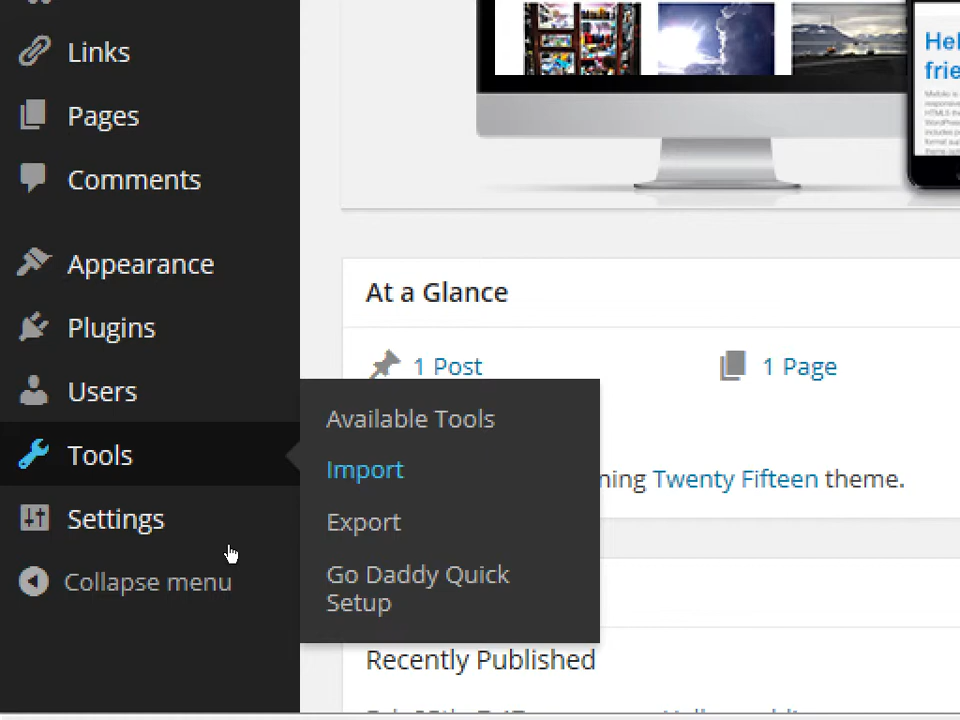 Links
Pages
Comments
Appearance
Plugins
Users
Tools
Settings
Collapse menu
Available Tools
Import
Export
Go Daddy Quick
Setup
Hel
frie
At a Glance
1 Post
1 Page
ning Twenty Fifteen theme.
Recently Published